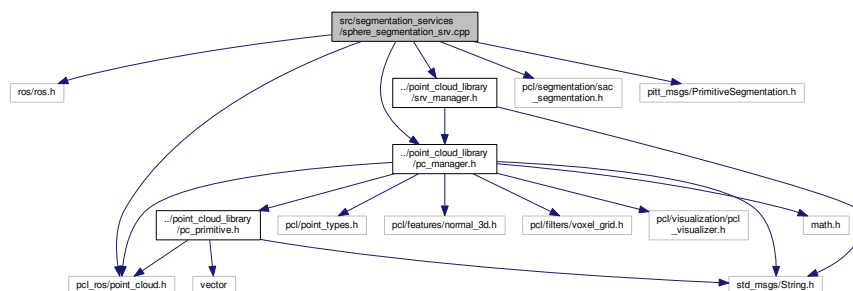 src/segmentation_services
/sphere_segmentation_srv.cpp
ros/ros.h
../point_cloud_library
/srv_manager.h
pcl/segmentation/sac
_segmentation.h
pitt_msgs/PrimitiveSegmentation.h
../point_cloud_library
/pc_manager.h
../point_cloud_library
/pc_primitive.h
pcl/point_types.h
pcl/features/normal_3d.h
pcl/filters/voxel_grid.h
pcl/visualization/pcl
_visualizer.h
math.h
pcl_ros/point_cloud.h
vector
std_msgs/String.h